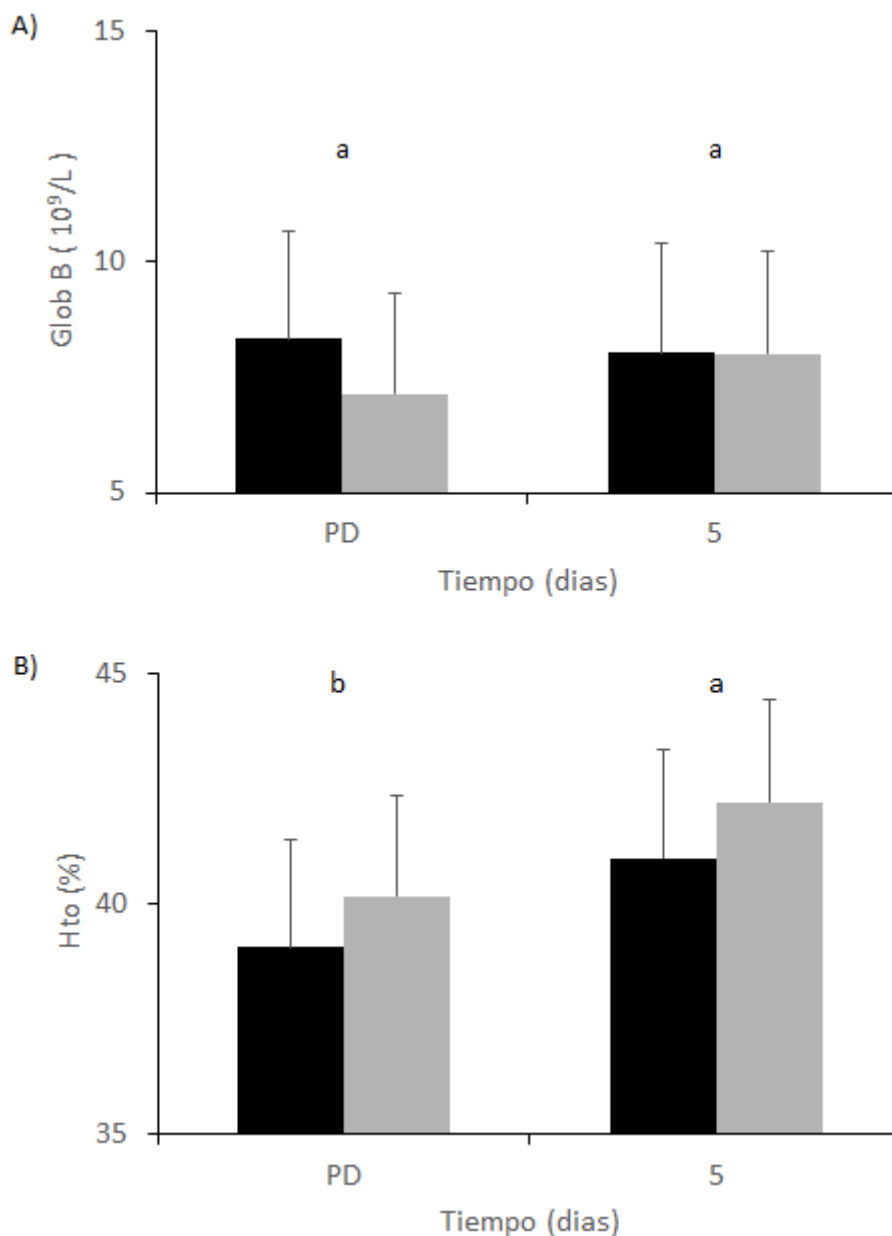 A)
15
a a
Glob B ( 10⁹/L )
10
5
PD 5
Tiempo (dias)
B)
45
b a
Hto (%)
40
35
PD 5
Tiempo (dias)